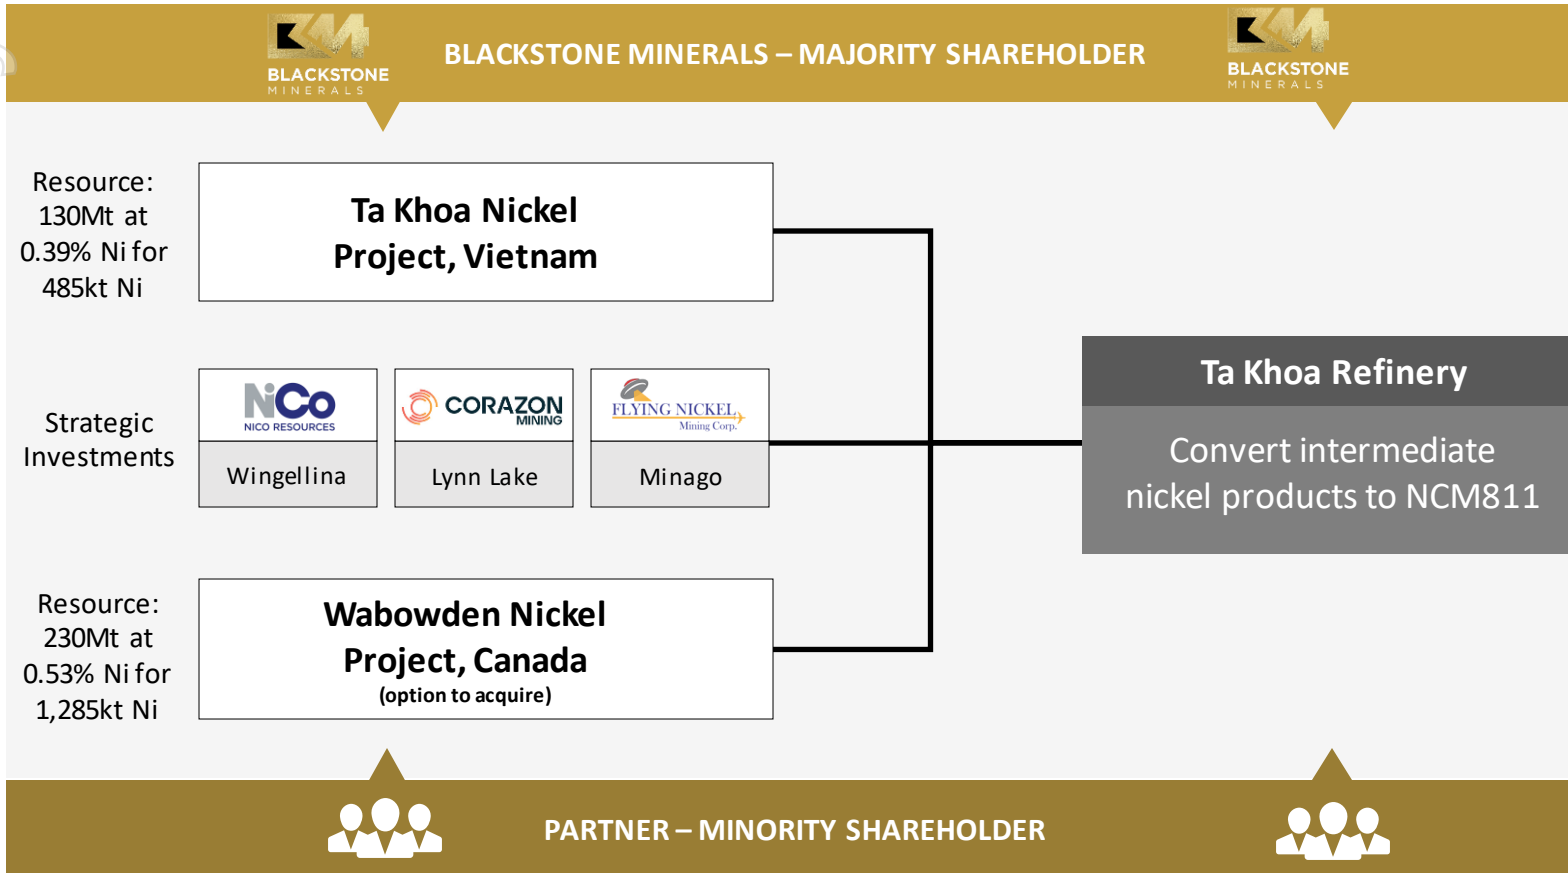 BLACKSTONE
MINERALS
BLACKSTONE MINERALS – MAJORITY SHAREHOLDER
BLACKSTONE
MINERALS
Resource:
130Mt at
0.39% Ni for
485kt Ni
Ta Khoa Nickel
Project, Vietnam
Strategic
Investments
NiCo
NICO RESOURCES
Wingellina
CORAZON
MINING
Lynn Lake
FLYING NICKEL
Mining Corp.
Minago
Ta Khoa Refinery
Convert intermediate
nickel products to NCM811
Resource:
230Mt at
0.53% Ni for
1,285kt Ni
Wabowden Nickel
Project, Canada
(option to acquire)
PARTNER – MINORITY SHAREHOLDER